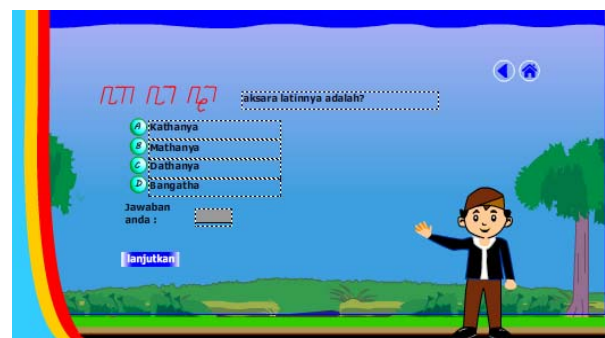 aksara latinnya adalah?
A Kathanya
B Mathanya
C Dathanya
D Bangatha
Jawaban
anda :
lanjutkan